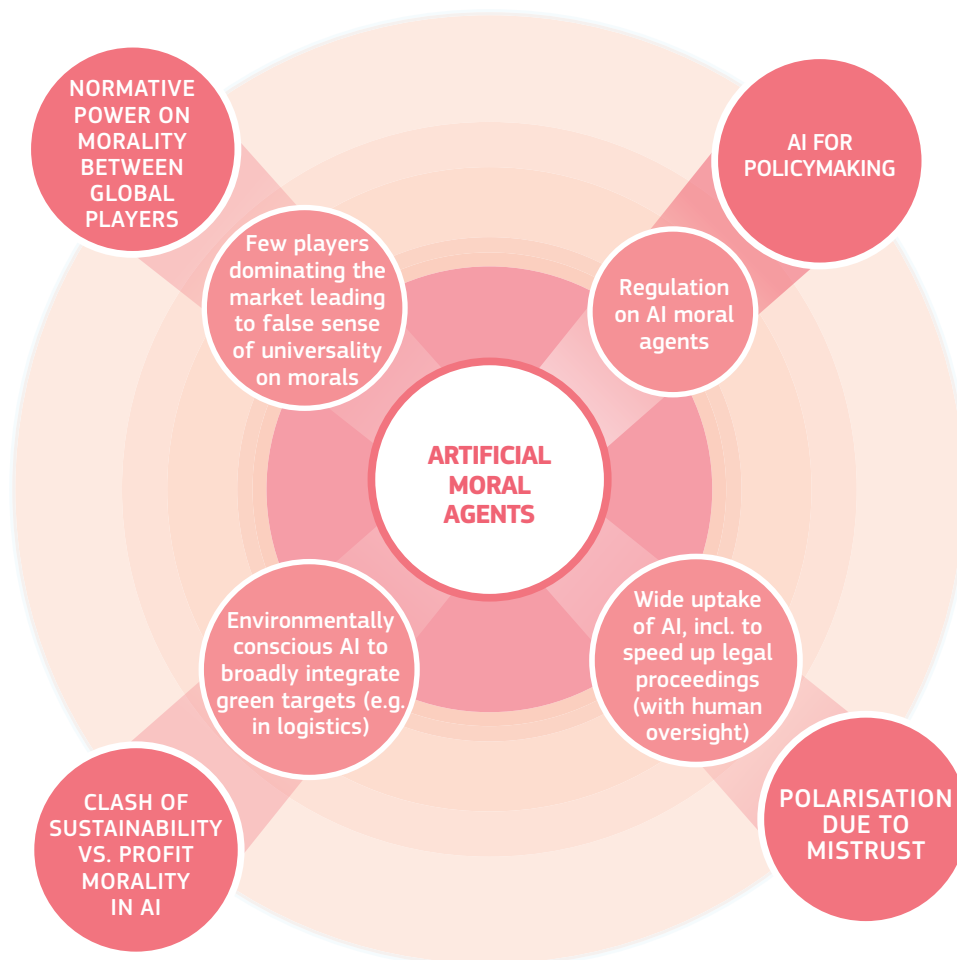 NORMATIVE
POWER ON
MORALITY
BETWEEN
GLOBAL
PLAYERS
AI FOR
POLICYMAKING
Few players
dominating the
market leading
to false sense
of universality
on morals
Regulation
on AI moral
agents
ARTIFICIAL
MORAL
AGENTS
Environmentally
conscious AI to
broadly integrate
green targets (e.g.
in logistics)
Wide uptake
of AI, incl. to
speed up legal
proceedings
(with human
oversight)
CLASH OF
SUSTAINABILITY
VS. PROFIT
MORALITY
IN AI
POLARISATION
DUE TO
MISTRUST